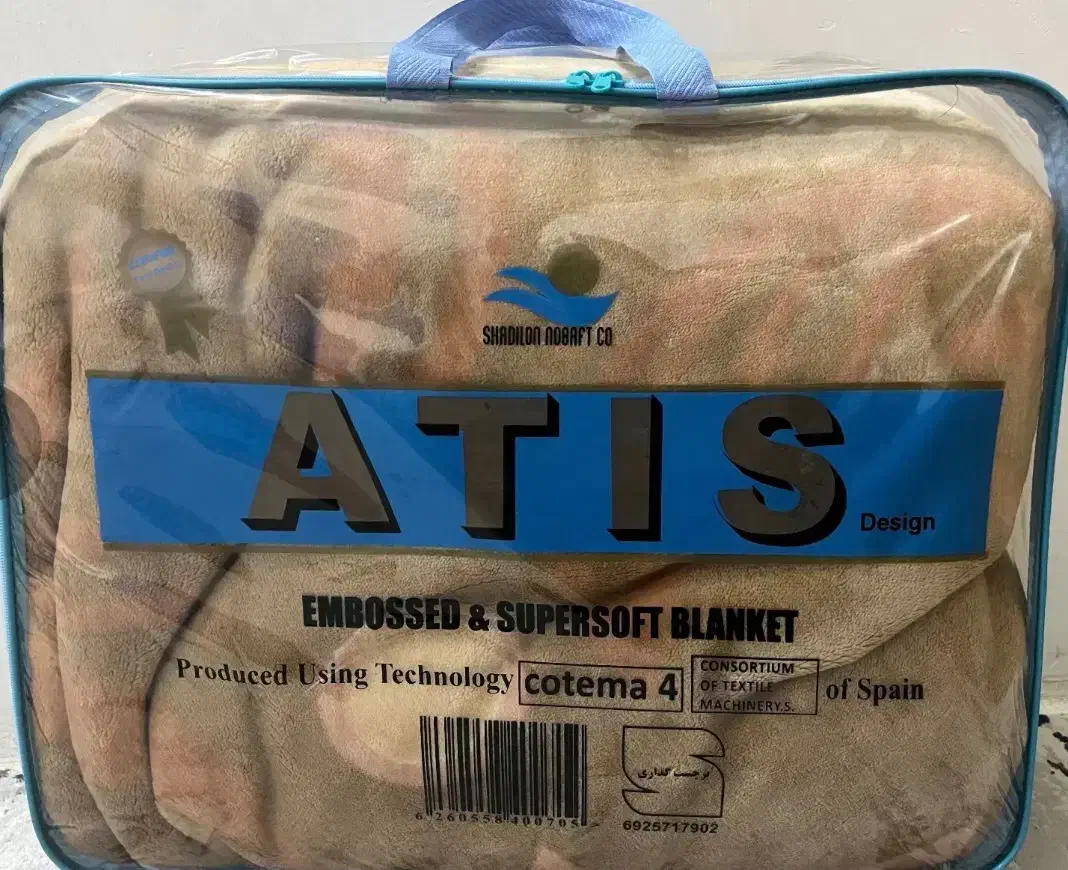 SHADILON NOBAFT CO
ATIS
Design
EMBOSSED & SUPERSOFT BLANKET
Produced Using Technology cotema 4 CONSORTIUM OF TEXTILE MACHINERY.S. of Spain
6260558400705
برجست گذاری
6925717902